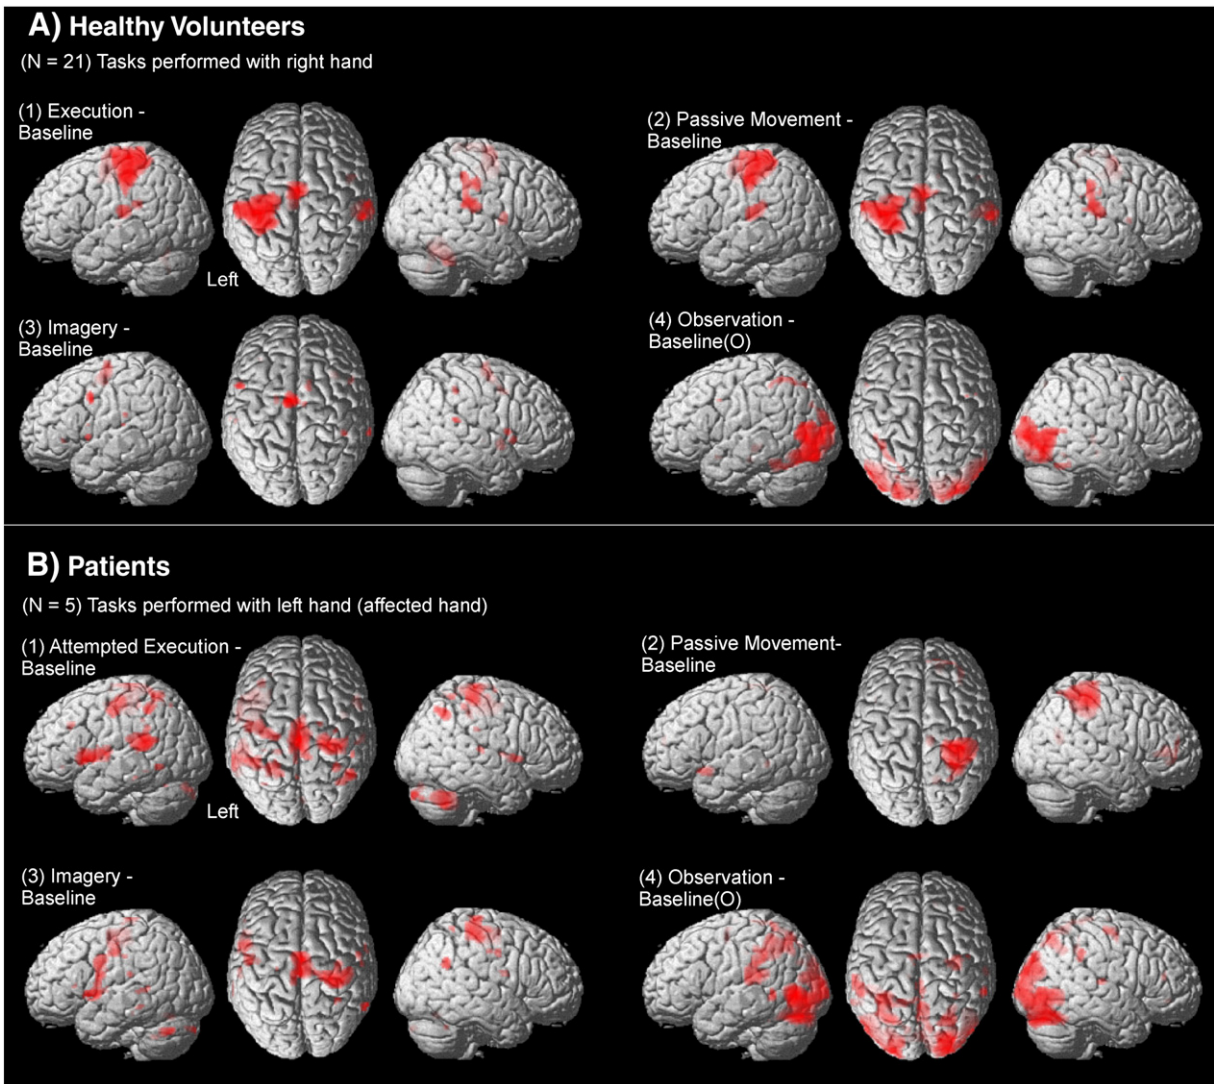 A) Healthy Volunteers
(N = 21) Tasks performed with right hand
(1) Execution -
Baseline
(2) Passive Movement -
Baseline
Left
(3) Imagery -
Baseline
(4) Observation -
Baseline(O)
B) Patients
(N = 5) Tasks performed with left hand (affected hand)
(1) Attempted Execution -
Baseline
(2) Passive Movement-
Baseline
Left
(3) Imagery -
Baseline
(4) Observation -
Baseline(O)